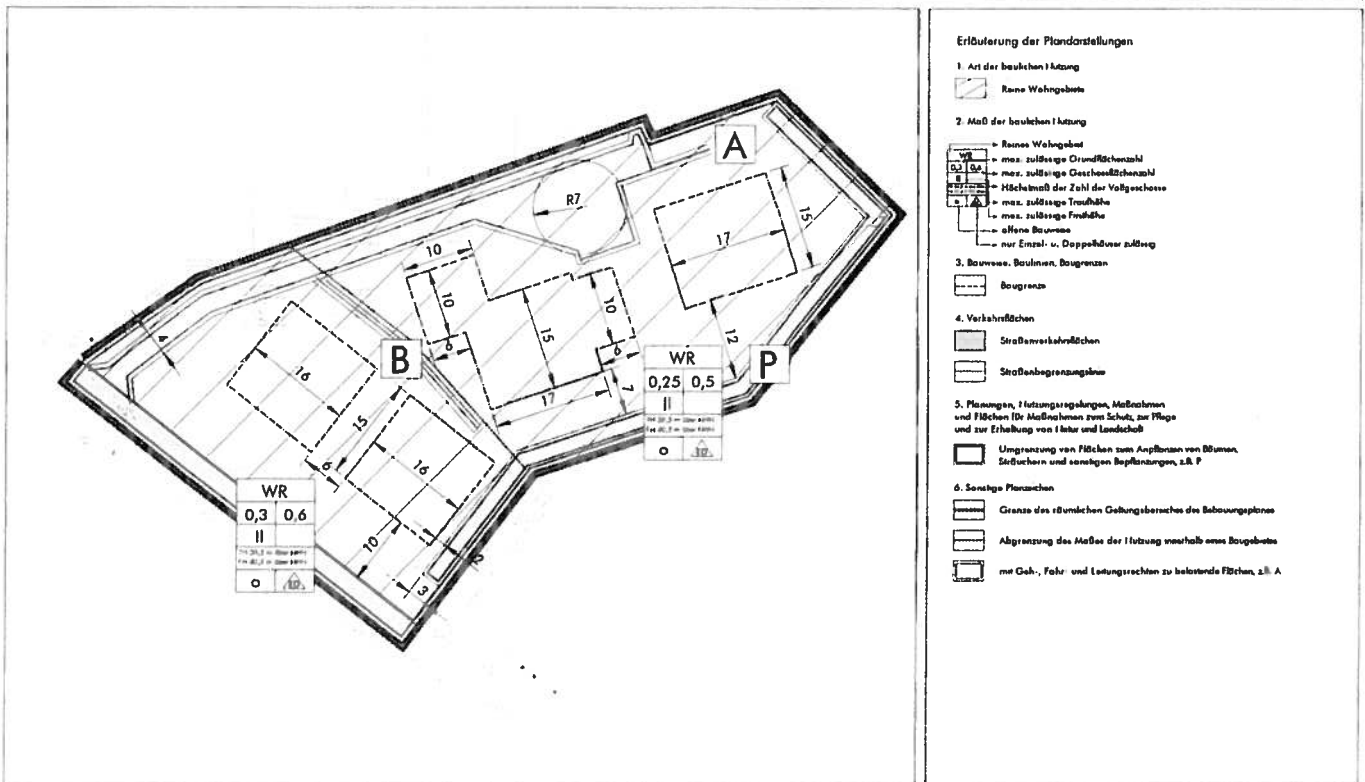 A
R7
15
17
10
10
10
15
12
6
6
4
B
P
16
7
17
15
WR
0,25 0,5
II
o
6
16
WR
0,3 0,6
II
o
10
2
3
Erläuterung der Plandarstellungen
1. Art der baulichen Nutzung
Reine Wohngebiete
2. Maß der baulichen Nutzung
Reines Wohngebiet
WR
max. zulässige Grundflächenzahl
0,3 0,6
max. zulässige Geschossflächenzahl
II
Höchstmaß der Zahl der Vollgeschosse
max. zulässige Traufhöhe
o
max. zulässige Firsthöhe
offene Bauweise
nur Einzel- u. Doppelhäuser zulässig
3. Bauweise, Baulinien, Baugrenzen
Baugrenze
4. Verkehrsflächen
Straßenverkehrsflächen
Straßenbegrenzungslinie
5. Planungen, Nutzungsregelungen, Maßnahmen
und Flächen für Maßnahmen zum Schutz, zur Pflege
und zur Erhaltung von Natur und Landschaft
Umgrenzung von Flächen zum Anpflanzen von Bäumen,
Sträuchern und sonstigen Bepflanzungen, z.B. P
6. Sonstige Planzeichen
Grenze des räumlichen Geltungsbereiches des Bebauungsplanes
Abgrenzung des Maßes der Nutzung innerhalb eines Baugebietes
mit Geh-, Fahr- und Leitungsrechten zu belastende Flächen, z.B. A